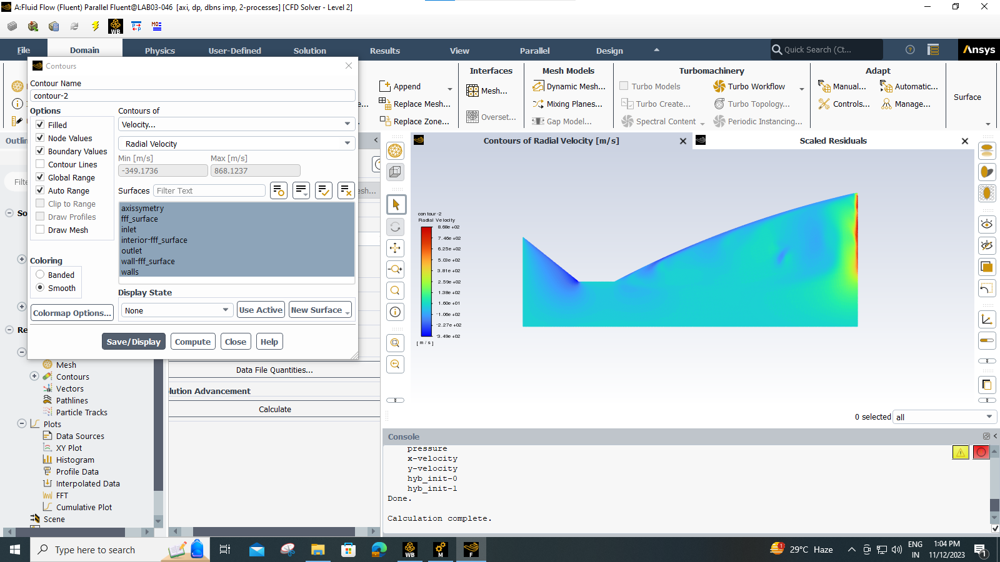 A:Fluid Flow (Fluent) Parallel Fluent@LAB03-046 [axi, dp, dbns imp, 2-processes] [CFD Solver - Level 2]
WB
File
Domain
Physics
User-Defined
Solution
Results
View
Parallel
Design
Quick Search (Ct...
Ansys
Contours
Contour Name
contour-2
Options
Filled
Node Values
Boundary Values
Contour Lines
Global Range
Auto Range
Clip to Range
Draw Profiles
Draw Mesh
Coloring
Banded
Smooth
Colormap Options...
Contours of
Velocity...
Radial Velocity
Min [m/s]
Max [m/s]
-349.1736
868.1237
Surfaces
Filter Text
axissymetry
fff_surface
inlet
interior-fff_surface
outlet
wall-fff_surface
walls
Display State
None
Use Active
New Surface
Save/Display
Compute
Close
Help
Append
Replace Mesh...
Replace Zone...
Interfaces
Mesh...
Overset...
Mesh Models
Dynamic Mesh...
Mixing Planes...
Gap Model...
Turbomachinery
Turbo Models
Turbo Workflow
Turbo Create...
Turbo Topology...
Spectral Content
Periodic Instancing...
Adapt
Manual...
Automatic...
Controls...
Manage...
Surface
Outlin
Filte
So
Re
esh...
Mesh
Contours
Vectors
Pathlines
Particle Tracks
Plots
Data Sources
XY Plot
Histogram
Profile Data
Interpolated Data
FFT
Cumulative Plot
Scene
Data File Quantities...
lution Advancement
Calculate
Contours of Radial Velocity [m/s]
Scaled Residuals
contour-2
Radial Velocity
8.68e+02
7.46e+02
6.25e+02
5.03e+02
3.81e+02
2.59e+02
1.38e+02
1.60e+01
-1.06e+02
-2.27e+02
-3.49e+02
[m/s]
0 selected
all
Console
pressure
x-velocity
y-velocity
hyb_init-0
hyb_init-1
Done.
Calculation complete.
Type here to search
WB
M
F
1
29°C Haze
ENG
IN
1:04 PM
11/12/2023
1